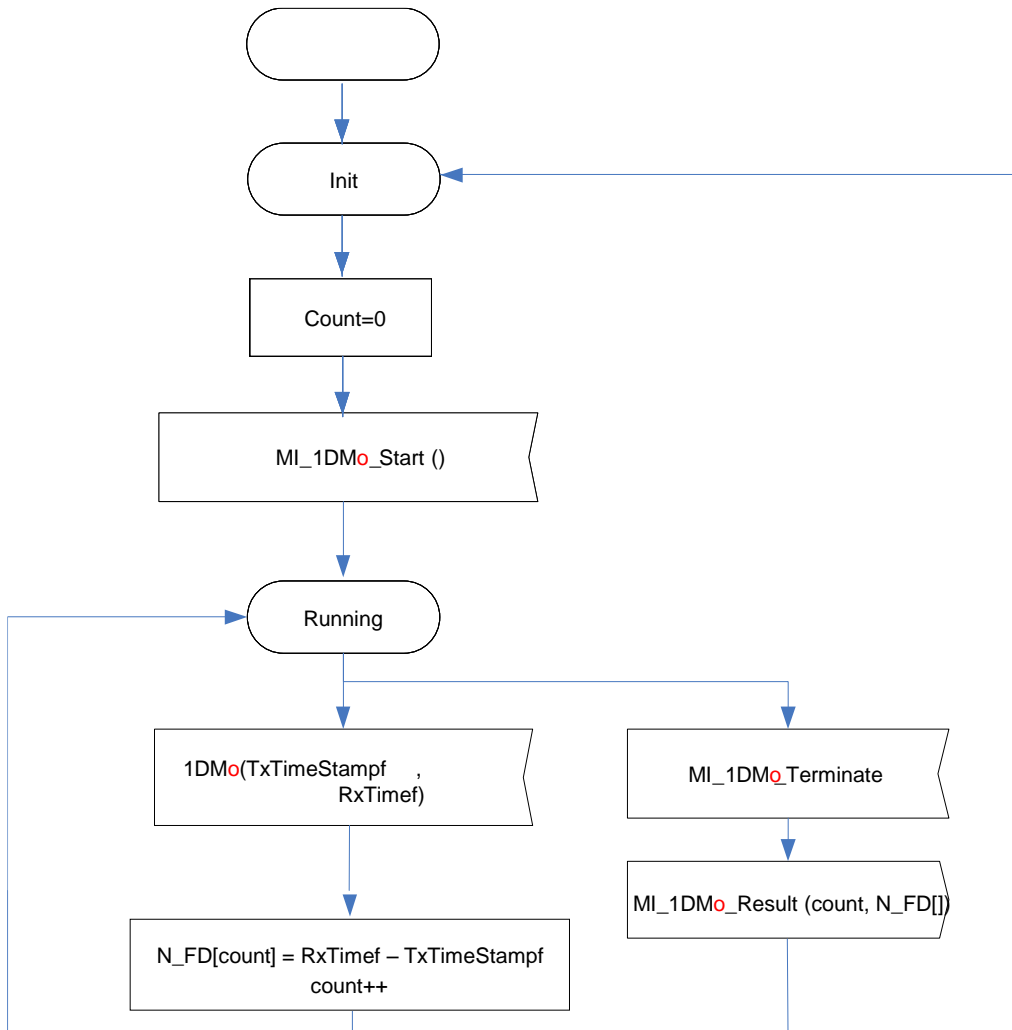 Init
Count=0
MI_1DMo_Start ()
Running
1DMo(TxTimeStampf ,
RxTimef)
MI_1DMo_Terminate
MI_1DMo_Result (count, N_FD[])
N_FD[count] = RxTimef – TxTimeStampf
count++